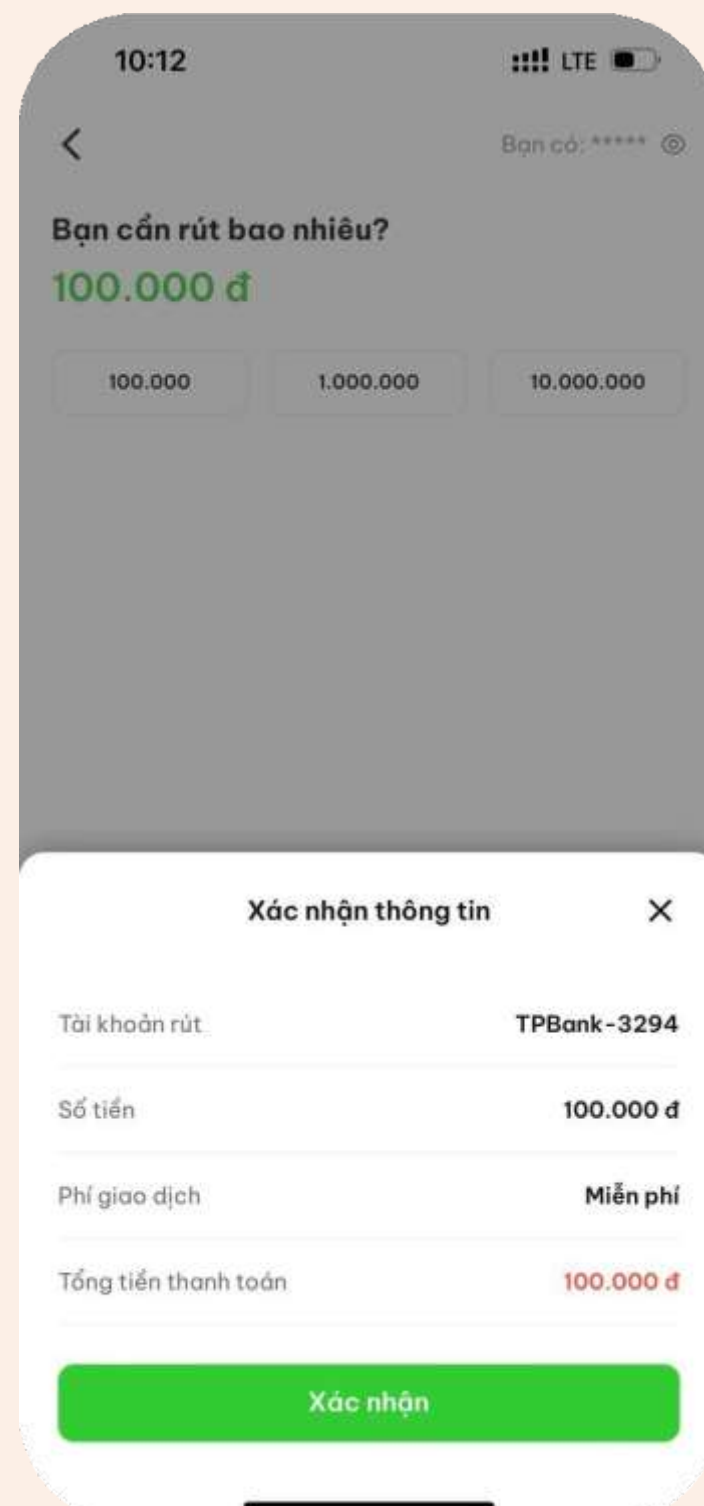 10:12
LTE
Bạn có: *****
Bạn cần rút bao nhiêu?
100.000 đ
100.000 1.000.000 10.000.000
Xác nhận thông tin
Tài khoản rút TPBank-3294
Số tiền 100.000 đ
Phí giao dịch Miễn phí
Tổng tiền thanh toán 100.000 đ
Xác nhận